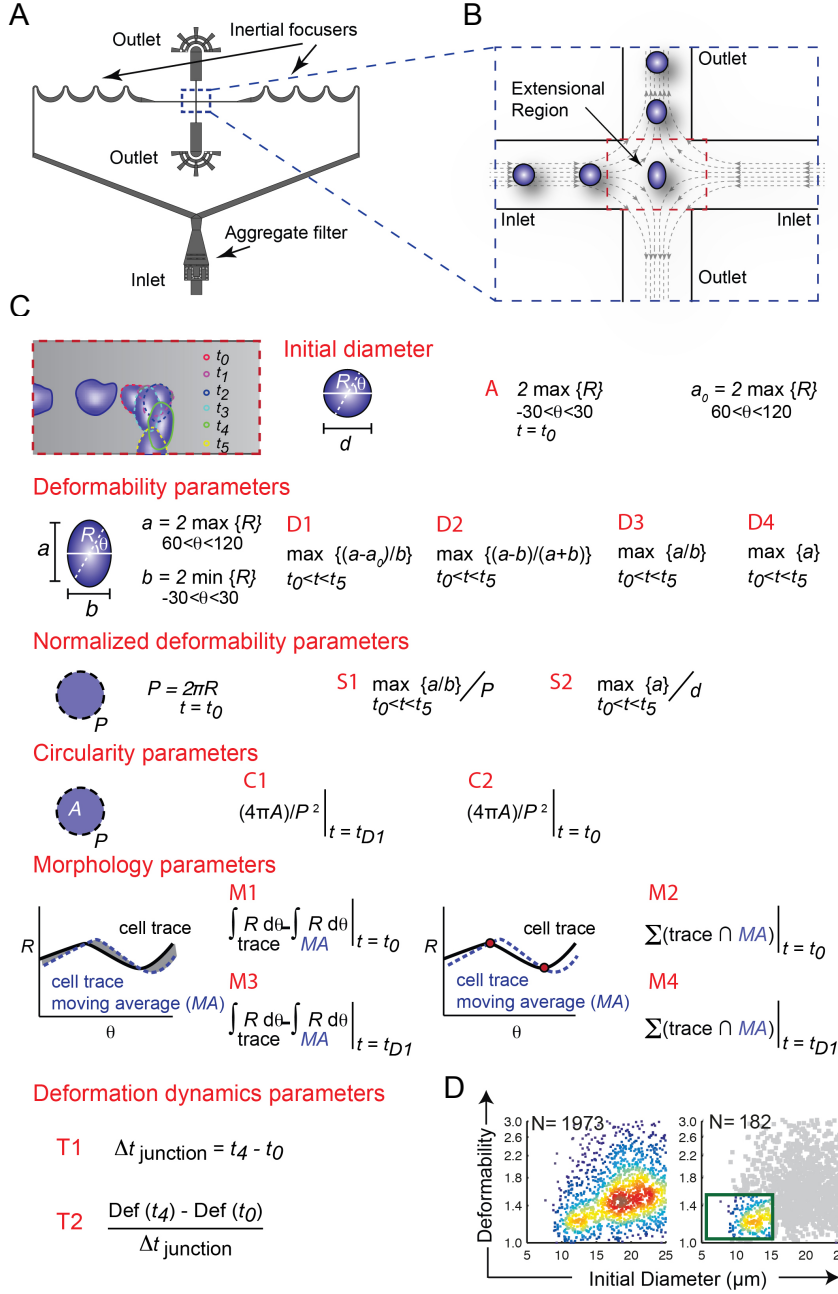 A
Outlet
Inertial focusers
Outlet
Aggregate filter
Inlet
B
Outlet
Extensional
Region
Inlet
Inlet
Outlet
C
t0
t1
t2
t3
t4
t5
Initial diameter
R θ
d
A
2 max {R}
-30<θ<30
t = t0
a0 = 2 max {R}
60<θ<120
Deformability parameters
a
R θ
b
a = 2 max {R}
60<θ<120
b = 2 min {R}
-30<θ<30
D1
max {(a-a0)/b}
t0<t<t5
D2
max {(a-b)/(a+b)}
t0<t<t5
D3
max {a/b}
t0<t<t5
D4
max {a}
t0<t<t5
Normalized deformability parameters
P
P = 2πR
t = t0
S1
max {a/b}/P
t0<t<t5
S2
max {a}/d
t0<t<t5
Circularity parameters
A
P
C1
(4πA)/P² | t = tD1
C2
(4πA)/P² | t = t0
Morphology parameters
R
cell trace
cell trace
moving average (MA)
θ
M1
∫ R dθ-∫ R dθ | t = t0
trace MA
M3
∫ R dθ-∫ R dθ | t = tD1
trace MA
R
cell trace
cell trace
moving average (MA)
θ
M2
Σ(trace ∩ MA) | t = t0
M4
Σ(trace ∩ MA) | t = tD1
Deformation dynamics parameters
T1
Δt junction = t4 - t0
T2
Def (t4) - Def (t0)
Δt junction
D
Deformability
3.0
2.6
2.2
1.8
1.4
1.0
N= 1973
5 10 15 20 25
3.0
2.6
2.2
1.8
1.4
1.0
N= 182
5 10 15 20
Initial Diameter (μm)